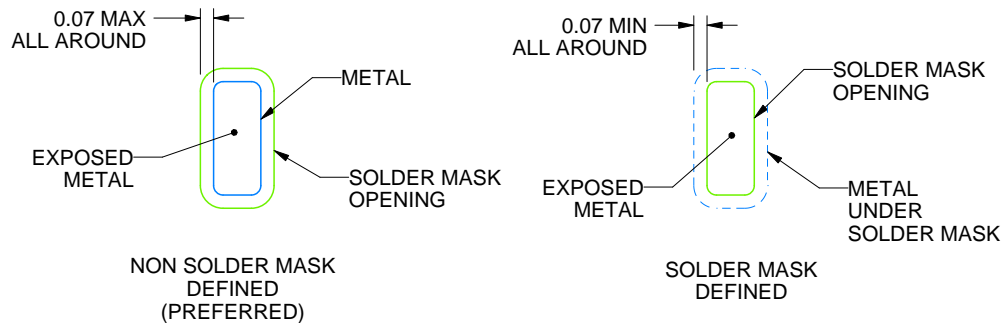 0.07 MAX
ALL AROUND
METAL
EXPOSED
METAL
SOLDER MASK
OPENING
NON SOLDER MASK
DEFINED
(PREFERRED)
0.07 MIN
ALL AROUND
SOLDER MASK
OPENING
EXPOSED
METAL
METAL
UNDER
SOLDER MASK
SOLDER MASK
DEFINED